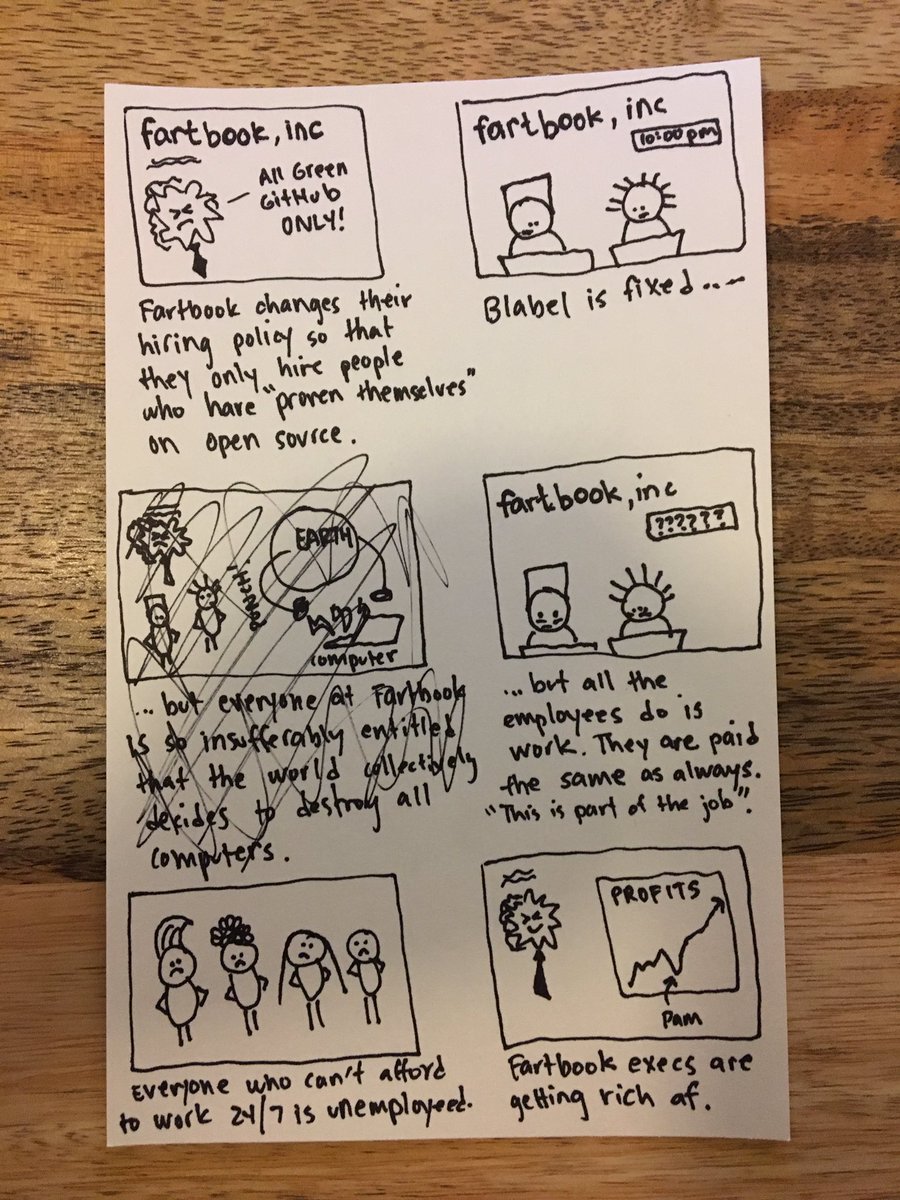 fartbook, inc
All Green
GitHub
ONLY!
Fartbook changes their
hiring policy so that
they only hire people
who have "proven themselves"
on open source.
fartbook, inc
10:00 pm
Blabel is fixed....
EARTH
PUNCH!
computer
...but everyone at Fartbook
is so insufferably entitled
that the world collectively
decides to destroy all
computers.
fartbook, inc
??????
...but all the
employees do is
work. They are paid
the same as always.
"This is part of the job".
Everyone who can't afford
to work 24/7 is unemployeed.
PROFITS
Pam
Fartbook execs are
getting rich af.